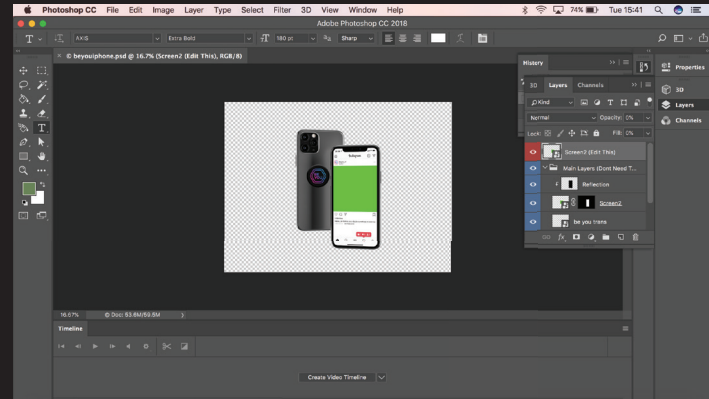 Photoshop CC File Edit Image Layer Type Select Filter 3D View Window Help 74% Tue 15:41
Adobe Photoshop CC 2018
T AXIS Extra Bold 180 pt Sharp
× © beyouiphone.psd @ 16.7% (Screen2 (Edit This), RGB/8)
History
Properties
3D Layers Channels
3D
Kind
Layers
Normal Opacity: 0%
Channels
Lock: Fill: 0%
Screen2 (Edit This)
Main Layers (Dont Need T...
Reflection
Screen2
be you trans
fx
16.67% © Doc: 53.6M/59.5M
Timeline
Create Video Timeline